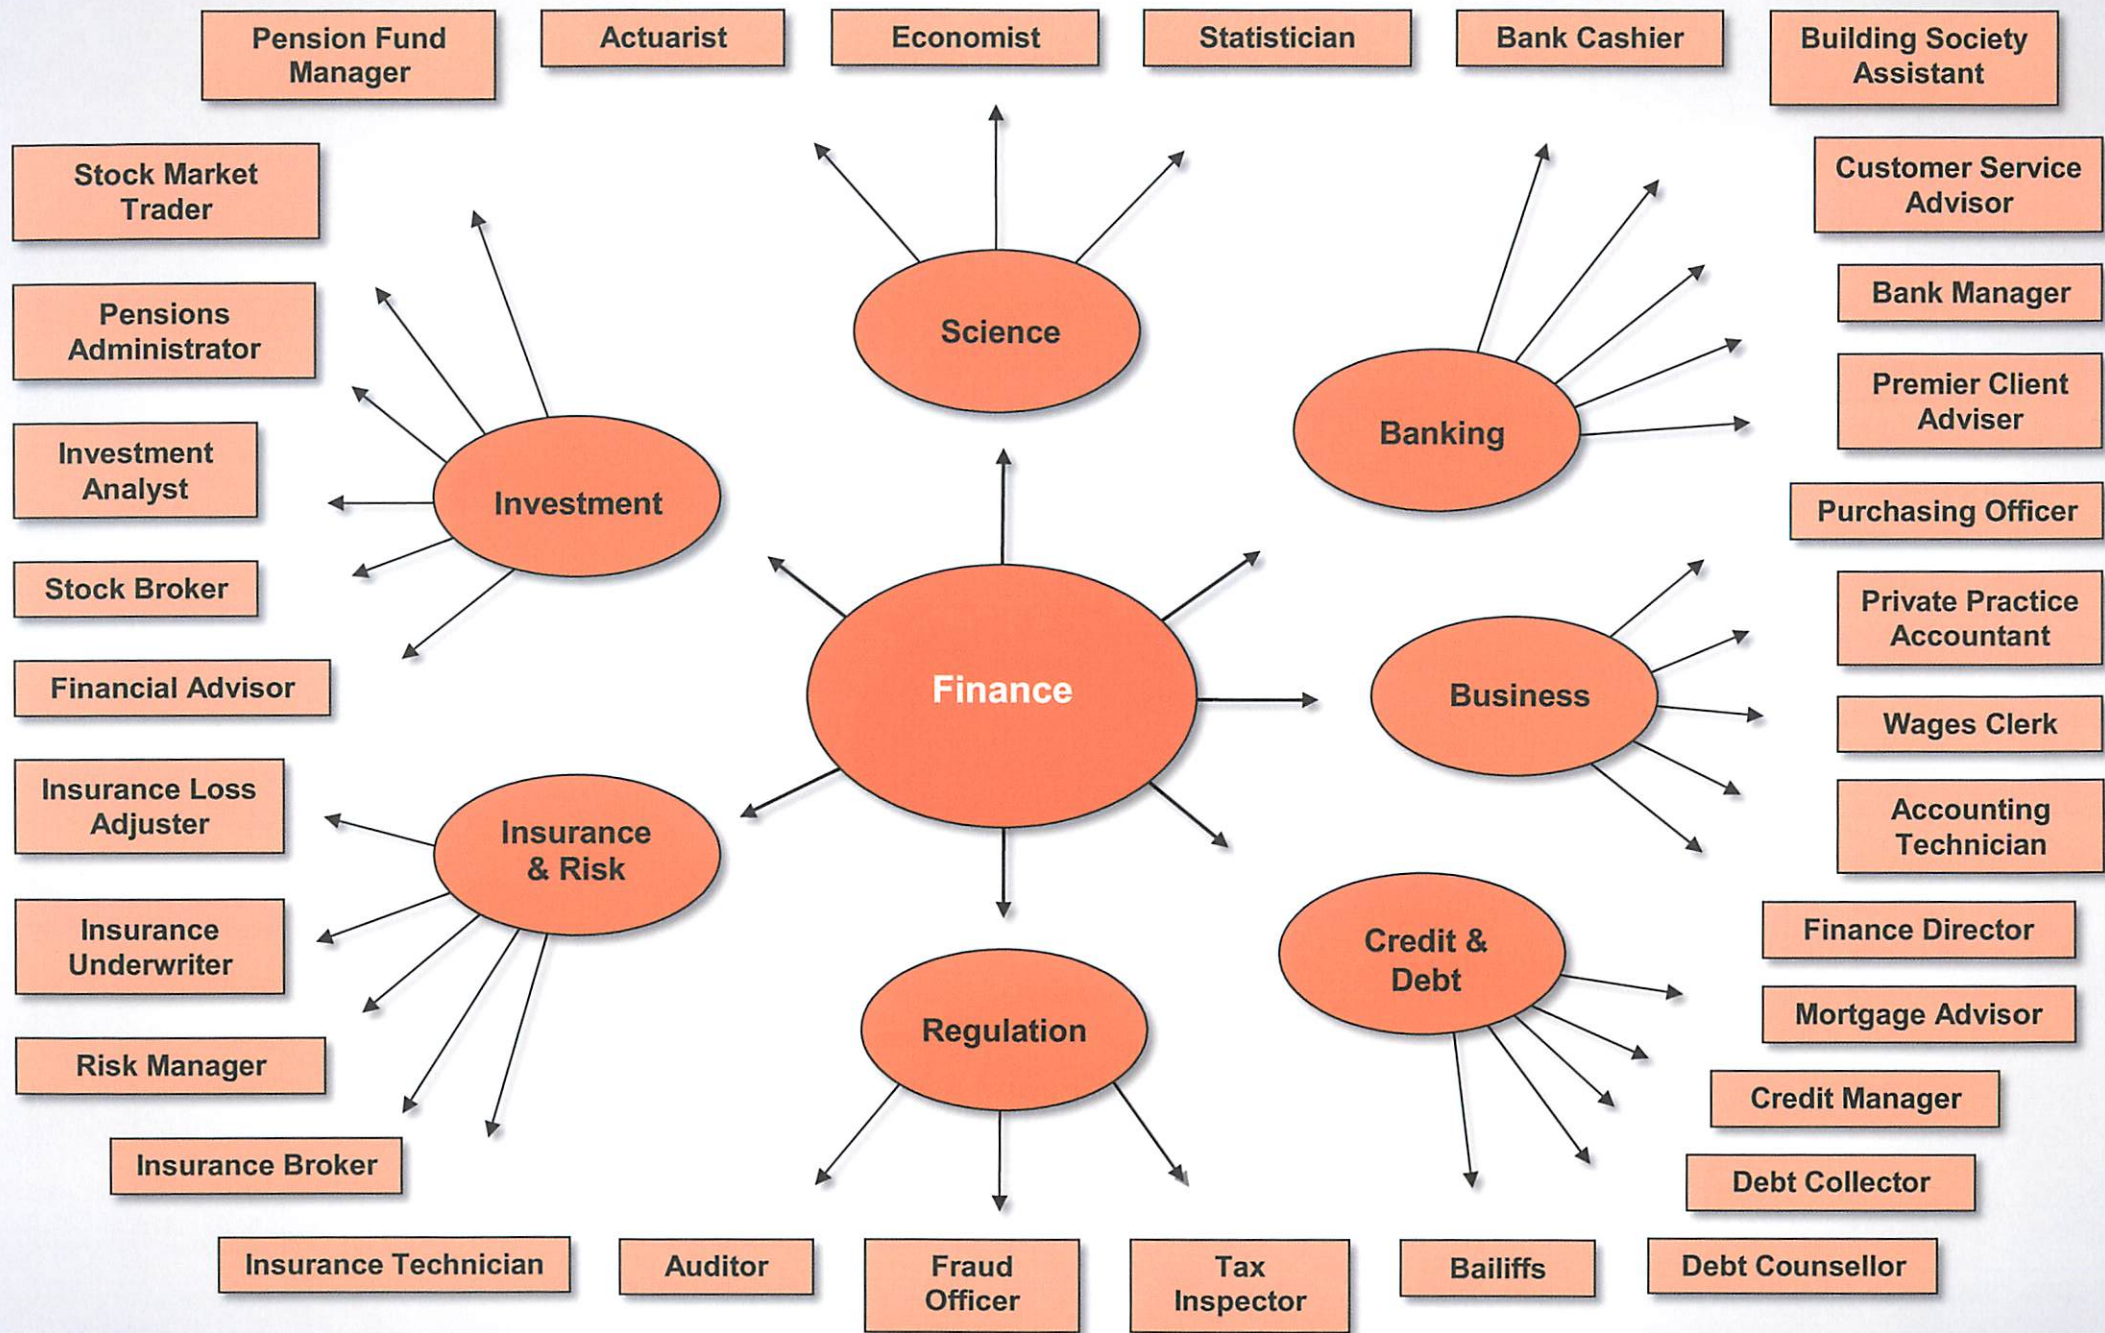 Pension Fund
Manager
Actuarist
Economist
Statistician
Bank Cashier
Building Society
Assistant
Stock Market
Trader
Customer Service
Advisor
Pensions
Administrator
Bank Manager
Science
Premier Client
Adviser
Banking
Investment
Analyst
Investment
Purchasing Officer
Stock Broker
Private Practice
Accountant
Financial Advisor
Finance
Business
Wages Clerk
Insurance Loss
Adjuster
Insurance
& Risk
Accounting
Technician
Insurance
Underwriter
Credit &
Debt
Finance Director
Regulation
Mortgage Advisor
Risk Manager
Credit Manager
Insurance Broker
Debt Collector
Insurance Technician
Auditor
Fraud
Officer
Tax
Inspector
Bailiffs
Debt Counsellor